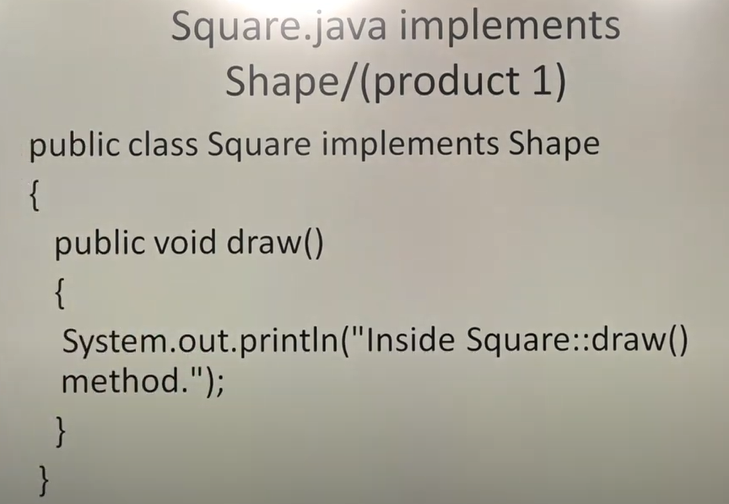 Square.java implements
Shape/(product 1)
public class Square implements Shape
{
public void draw()
{
System.out.println("Inside Square::draw()
method.");
}
}